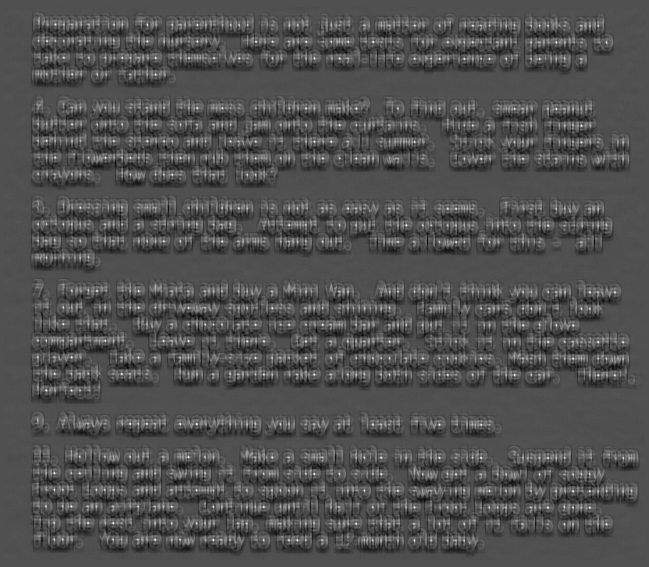 Preparation for parenthood is not just a matter of reading books and
decorating the nursery. Here are some tests for expectant parents to
take to prepare themselves for the real-life experience of being a
mother or father.
4. Can you stand the mess children make? To find out, smear peanut
butter onto the sofa and jam onto the curtains. Hide a fish finger
behind the stereo and leave it there all summer. Stick your fingers in
the flowerbeds then rub them on the clean walls. Cover the stains with
crayons. How does that look?
5. Dressing small children is not as easy as it seems. First buy an
octopus and a string bag. Attempt to put the octopus into the string
bag so that none of the arms hang out. Time allowed for this - all
morning.
7. Forget the Miata and buy a Mini Van. And don't think you can leave
it out in the driveway spotless and shining. Family cars don't look
like that. Buy a chocolate ice cream bar and put it in the glove
compartment. Leave it there. Get a quarter. Stick it in the cassette
player. Take a family-size packet of chocolate cookies. Mash them down
the back seats. Run a garden rake along both sides of the car. There,
perfect!
9. Always repeat everything you say at least five times.
11. Hollow out a melon. Make a small hole in the side. Suspend it from
the ceiling and swing it from side to side. Now get a bowl of soggy
Froot Loops and attempt to spoon it into the swaying melon by pretending
to be an airplane. Continue until half of the Froot Loops are gone.
Tip the rest into your lap, making sure that a lot of it falls on the
floor. You are now ready to feed a 12-month old baby.